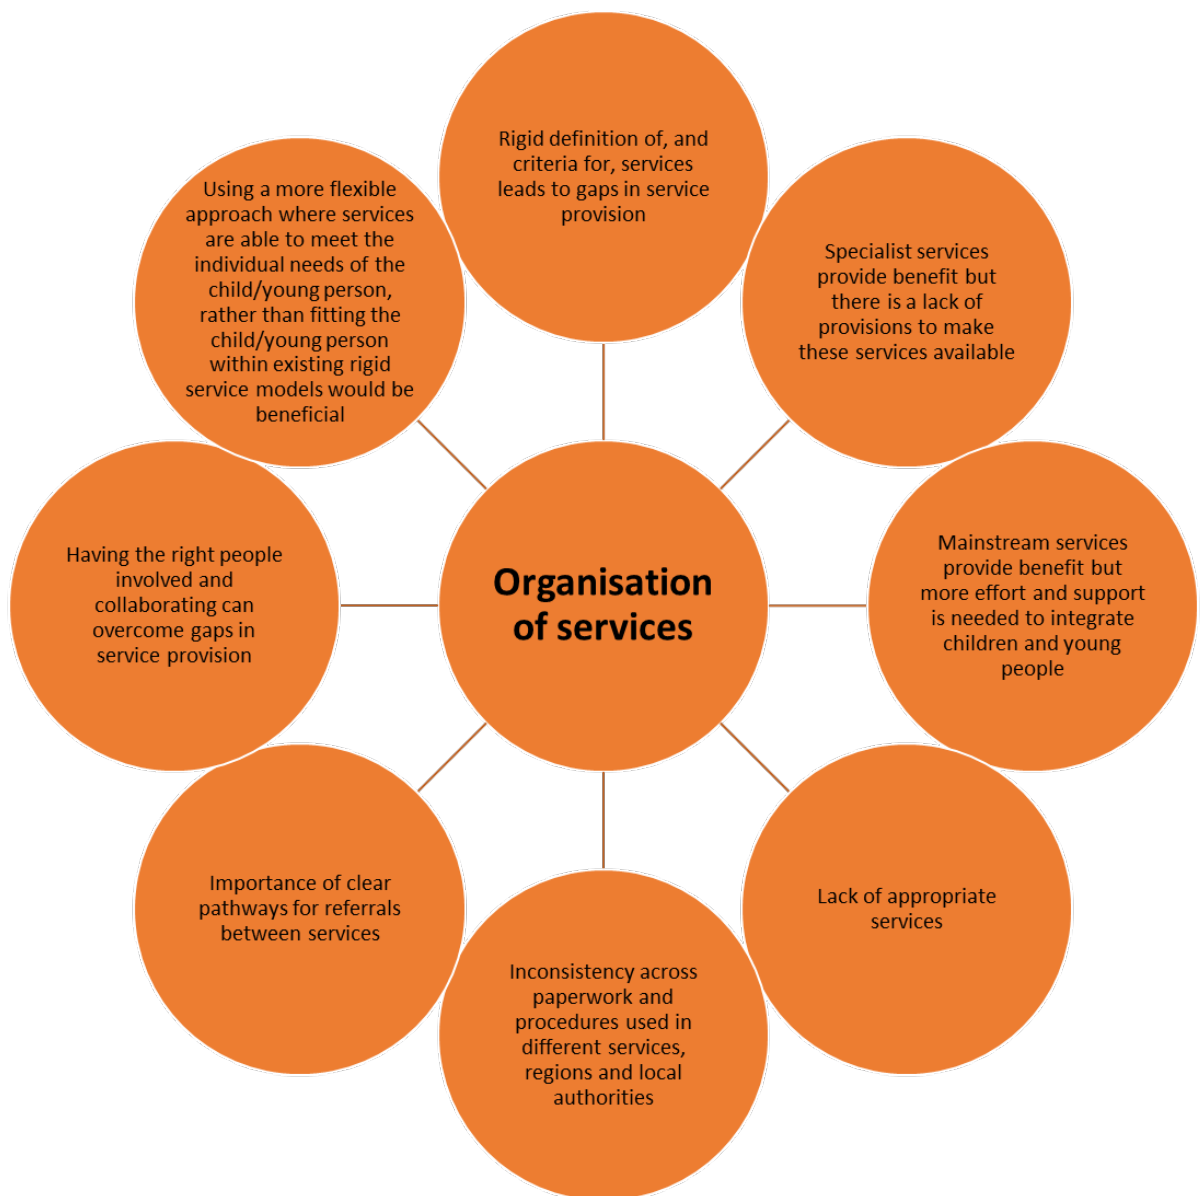 Rigid definition of, and
criteria for, services
leads to gaps in service
provision
Specialist services
provide benefit but
there is a lack of
provisions to make
these services available
Mainstream services
provide benefit but
more effort and support
is needed to integrate
children and young
people
Lack of appropriate
services
Inconsistency across
paperwork and
procedures used in
different services,
regions and local
authorities
Importance of clear
pathways for referrals
between services
Having the right people
involved and
collaborating can
overcome gaps in
service provision
Using a more flexible
approach where services
are able to meet the
individual needs of the
child/young person,
rather than fitting the
child/young person
within existing rigid
service models would be
beneficial
Organisation
of services